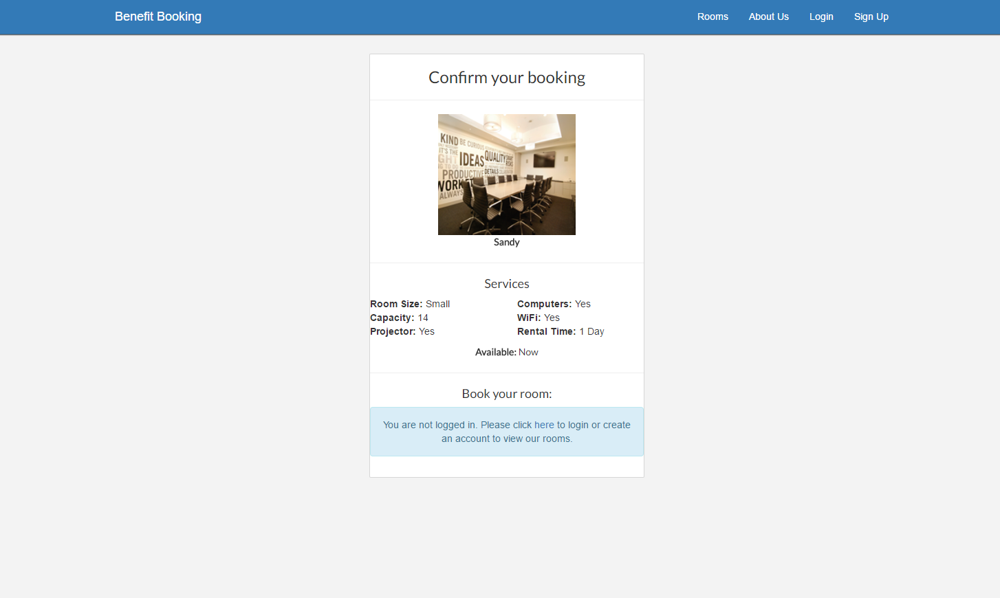 Benefit Booking
Rooms About Us Login Sign Up
Confirm your booking
KIND BE CURIOUS
IT'S THE
IDEAS QUALITY
RISKS
PRODUCTIVE DETAILS
WORK
ALWAYS
Sandy
Services
Room Size: Small Computers: Yes
Capacity: 14 WiFi: Yes
Projector: Yes Rental Time: 1 Day
Available: Now
Book your room:
You are not logged in. Please click here to login or create
an account to view our rooms.